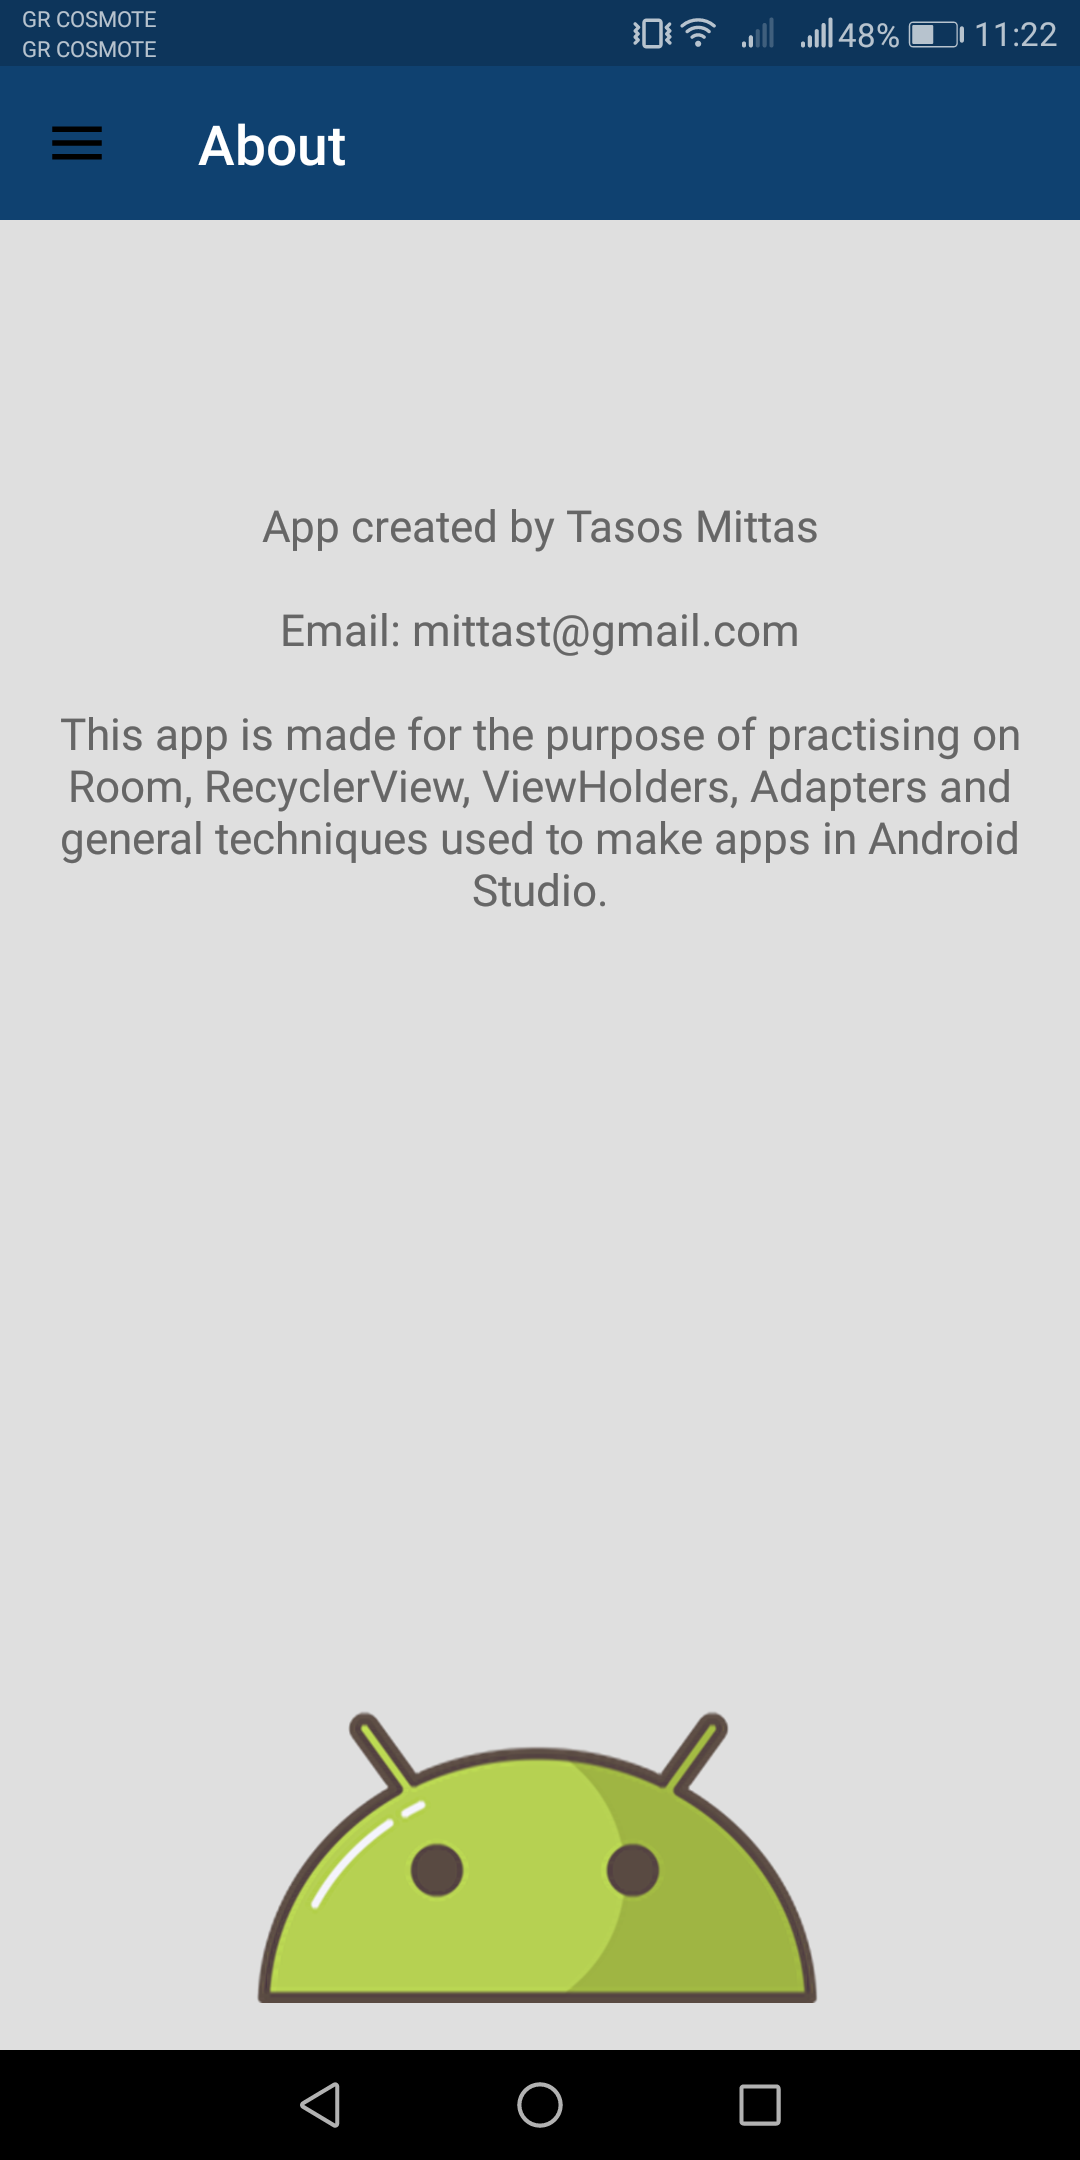 GR COSMOTE
GR COSMOTE
48% 11:22
About
App created by Tasos Mittas
Email: mittast@gmail.com
This app is made for the purpose of practising on
Room, RecyclerView, ViewHolders, Adapters and
general techniques used to make apps in Android
Studio.